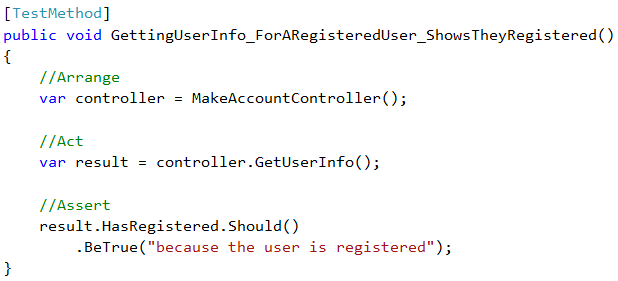 [TestMethod]
public void GettingUserInfo_ForARegisteredUser_ShowsTheyRegistered()
{
    //Arrange
    var controller = MakeAccountController();

    //Act
    var result = controller.GetUserInfo();

    //Assert
    result.HasRegistered.Should()
        .BeTrue("because the user is registered");
}